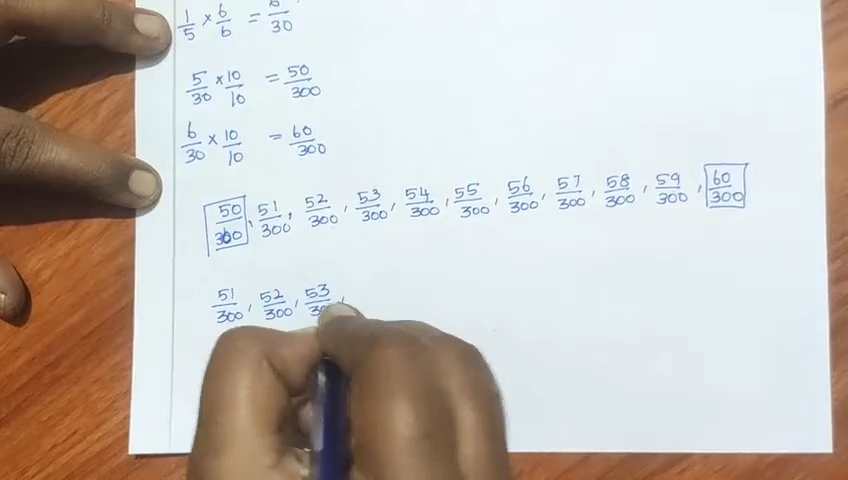 1/5 × 6/6 = 6/30
5/30 × 10/10 = 50/300
6/30 × 10/10 = 60/300
50/300, 51/300, 52/300, 53/300, 54/300, 55/300, 56/300, 57/300, 58/300, 59/300, 60/300
51/300, 52/300, 53/300,